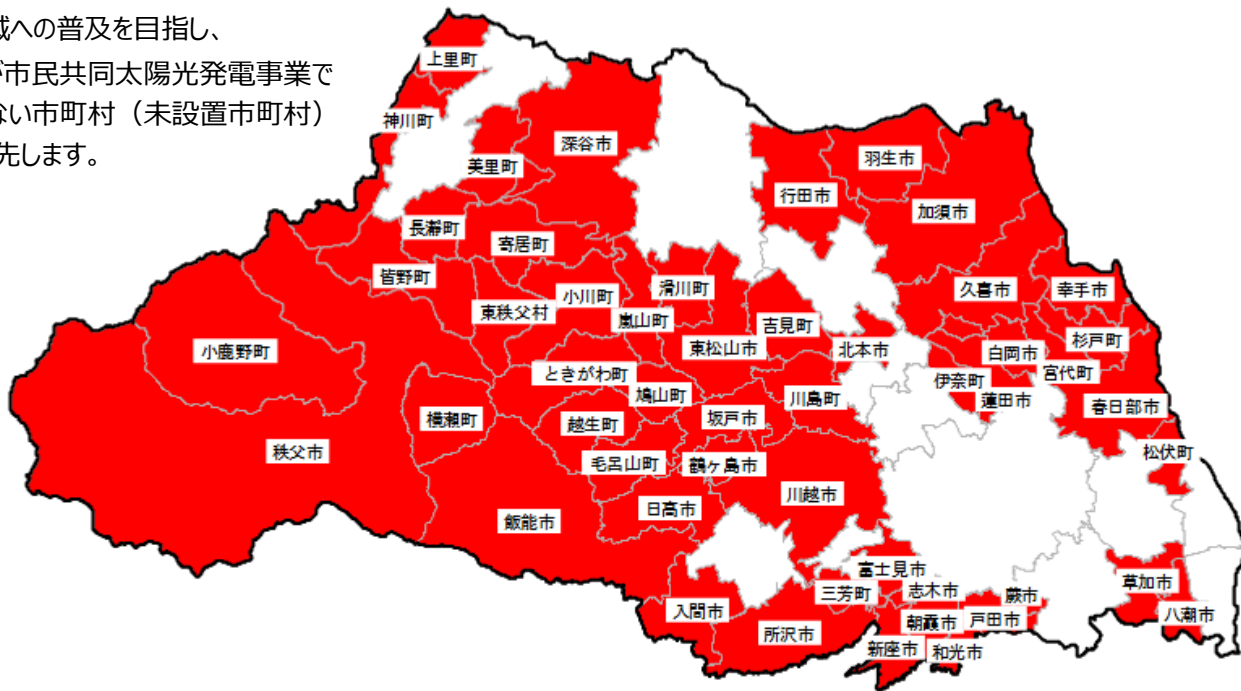 域への普及を目指し、
が市民共同太陽光発電事業で
ない市町村（未設置市町村）
先します。
上里町
神川町
深谷市
美里町
羽生市
行田市
加須市
長瀞町
寄居町
皆野町
久喜市
幸手市
小川町
滑川町
東秩父村
嵐山町
吉見町
杉戸町
小鹿野町
東松山市
北本市
白岡市
宮代町
ときがわ町
伊奈町
鳩山町
川島町
蓮田市
春日部市
横瀬町
越生町
坂戸市
秩父市
松伏町
毛呂山町
鶴ヶ島市
川越市
日高市
飯能市
富士見市
草加市
三芳町
志木市
蕨市
入間市
八潮市
所沢市
朝霞市
戸田市
新座市
和光市